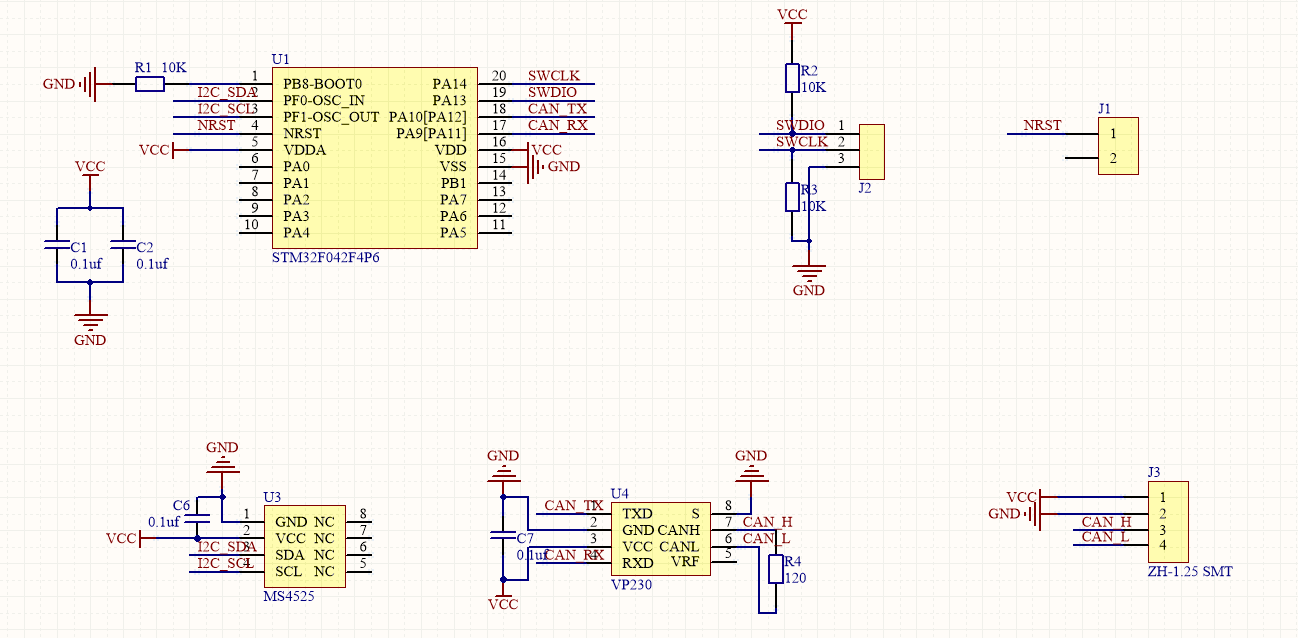 U1
GND
R1 10K
1 PB8-BOOT0 PA14 20 SWCLK
I2C_SDA 2 PF0-OSC_IN PA13 19 SWDIO
I2C_SCL 3 PF1-OSC_OUT PA10[PA12] 18 CAN_TX
NRST 4 NRST PA9[PA11] 17 CAN_RX
VCC 5 VDDA VDD 16 VCC
6 PA0 VSS 15 GND
7 PA1 PB1 14
8 PA2 PA7 13
9 PA3 PA6 12
10 PA4 PA5 11
STM32F042F4P6
VCC
C1
0.1uf
C2
0.1uf
GND
VCC
R2
10K
SWDIO 1
SWCLK 2
3
J2
R3
10K
GND
J1
NRST 1
2
GND
C6
0.1uf
VCC
U3
1 GND NC 8
2 VCC NC 7
I2C_SDA 3 SDA NC 6
I2C_SCL 4 SCL NC 5
MS4525
GND
C7
0.1uf
VCC
U4
CAN_TX 1 TXD S 8
2 GND CANH 7 CAN_H
3 VCC CANL 6 CAN_L
CAN_RX 4 RXD VRF 5
VP230
GND
R4
120
J3
VCC 1
GND 2
CAN_H 3
CAN_L 4
ZH-1.25 SMT